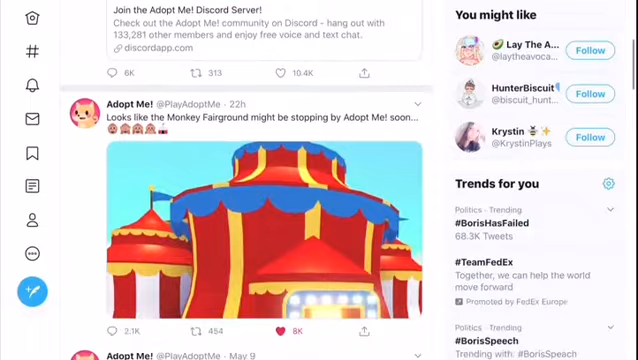 Join the Adopt Me! Discord Server!
Check out the Adopt Me! community on Discord - hang out with
133,281 other members and enjoy free voice and text chat.
discordapp.com
6K 313 10.4K
Adopt Me! @PlayAdoptMe · 22h
Looks like the Monkey Fairground might be stopping by Adopt Me! soon...
2.1K 454 8K
Adopt Me! @PlayAdoptMe · May 9
You might like
Lay The A...
@laytheavoca...
Follow
HunterBiscuit
@biscuit_hunt...
Follow
Krystin
@KrystinPlays
Follow
Trends for you
Politics · Trending
#BorisHasFailed
68.3K Tweets
#TeamFedEx
Together, we can help the world
move forward
Promoted by FedEx Europe
Politics · Trending
#BorisSpeech
Trending with: #BorisSpeech